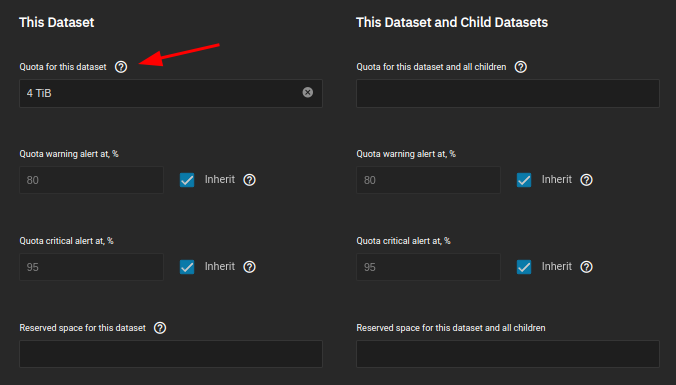 This Dataset
Quota for this dataset
4 TiB
Quota warning alert at, %
80
Inherit
Quota critical alert at, %
95
Inherit
Reserved space for this dataset
This Dataset and Child Datasets
Quota for this dataset and all children
Quota warning alert at, %
80
Inherit
Quota critical alert at, %
95
Inherit
Reserved space for this dataset and all children